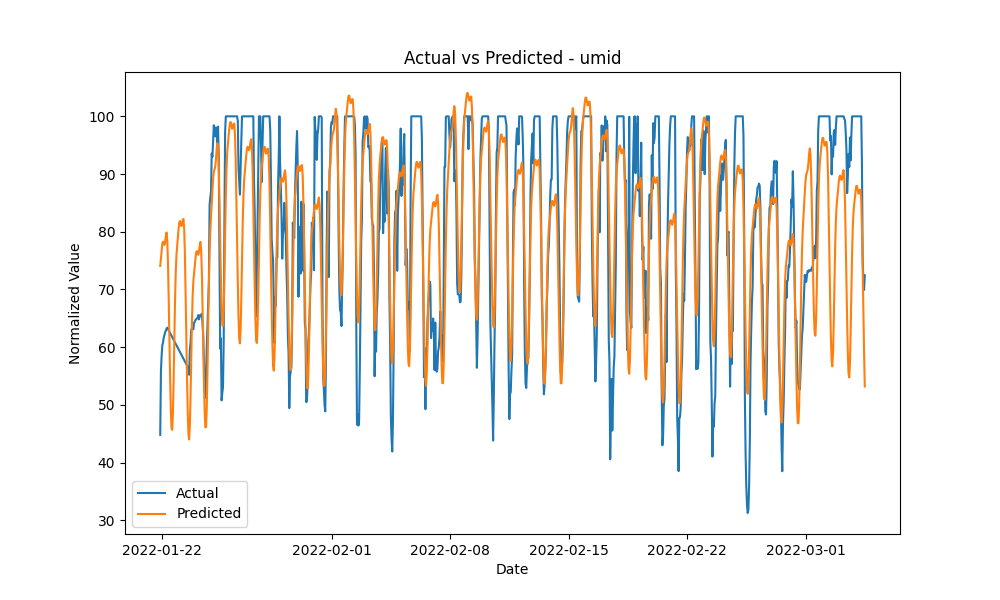 Actual vs Predicted - umid
Normalized Value
100
90
80
70
60
50
40
30
Actual
Predicted
2022-01-22
2022-02-01
2022-02-08
2022-02-15
2022-02-22
2022-03-01
Date